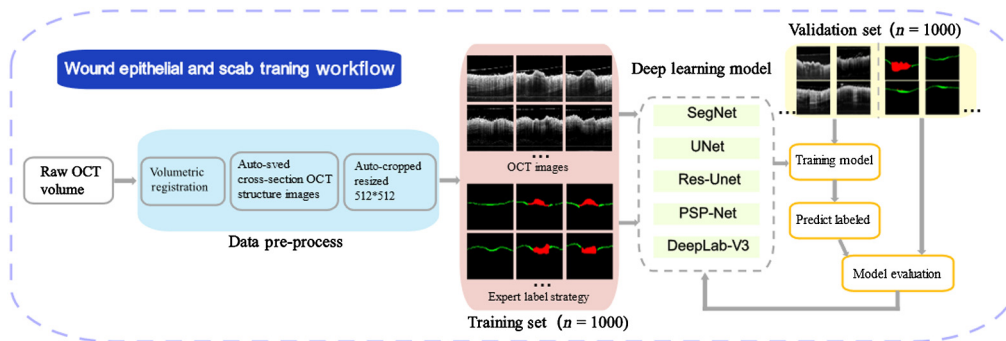 Wound epithelial and scab traning workflow
Raw OCT
volume
Volumetric
registration
Auto-sved
cross-section OCT
structure images
Auto-cropped
resized
512*512
Data pre-process
...
OCT images
...
Expert label strategy
Training set (n = 1000)
Deep learning model
SegNet
UNet
Res-Unet
PSP-Net
DeepLab-V3
Validation set (n = 1000)
...
...
Training model
Predict labeled
Model evaluation